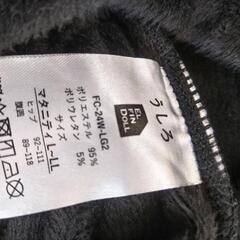 うしろ
EL
FIN
DOLL
FC-24W-LG2
ポリエステル 95%
ポリウレタン 5%
サイズ
マタニティL~LL
ヒップ 92-111
腹囲 89-118